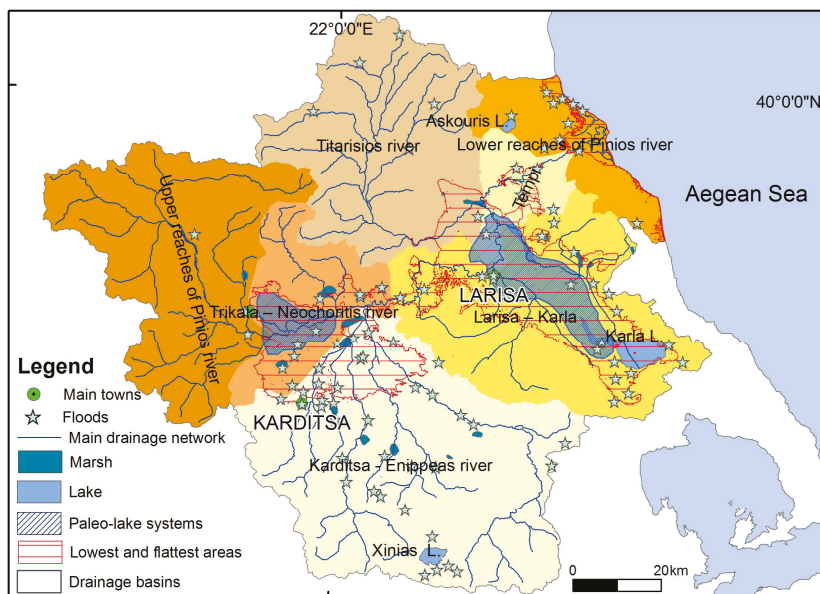 22°0'0"E
40°0'0"N
Askouris L.
Titarisios river
Lower reaches of Pinios river
Tempi
Aegean Sea
Upper reaches of Pinios river
LARISA
Trikala – Neochoritis river
Larisa – Karla
Karla L.
Legend
Main towns
Floods
Main drainage network
Marsh
Lake
Paleo-lake systems
Lowest and flattest areas
Drainage basins
KARDITSA
Karditsa - Enippeas river
Xinias L.
0
20km